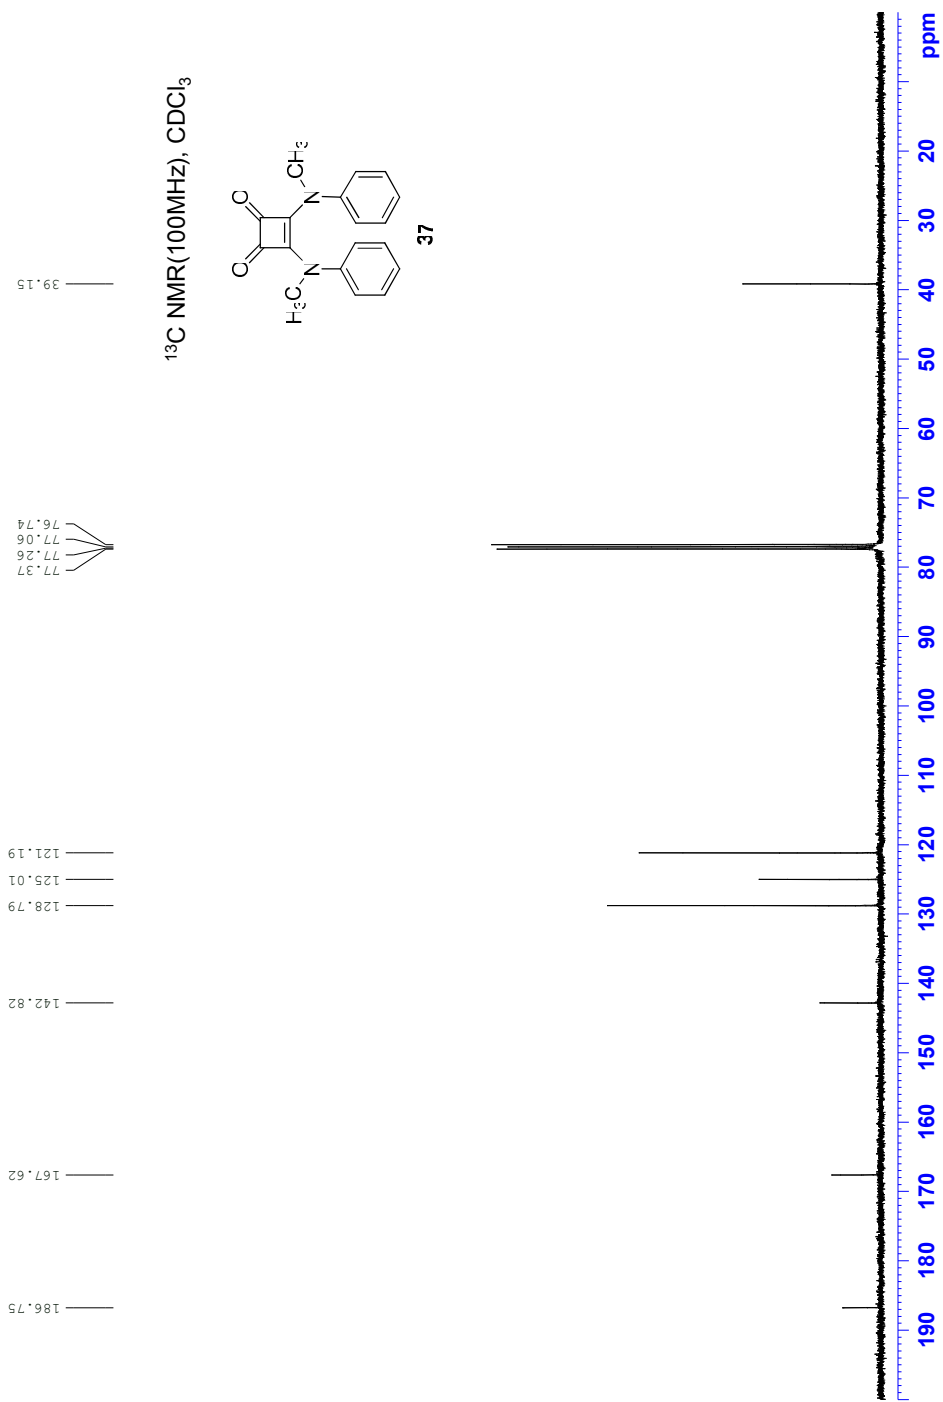 ¹³C NMR(100MHz), CDCl₃
O
O
N
CH₃
N
H₃C
37
186.75
167.62
142.82
128.79
125.01
121.19
77.37
77.26
77.06
76.74
39.15
190 180 170 160 150 140 130 120 110 100 90 80 70 60 50 40 30 20 ppm